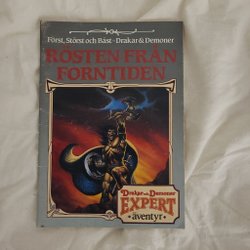 Först, Störst och Bäst - Drakar & Demoner
RÖSTEN FRÅN
FORNTIDEN
Drakar och Demoner
EXPERT
äventyr